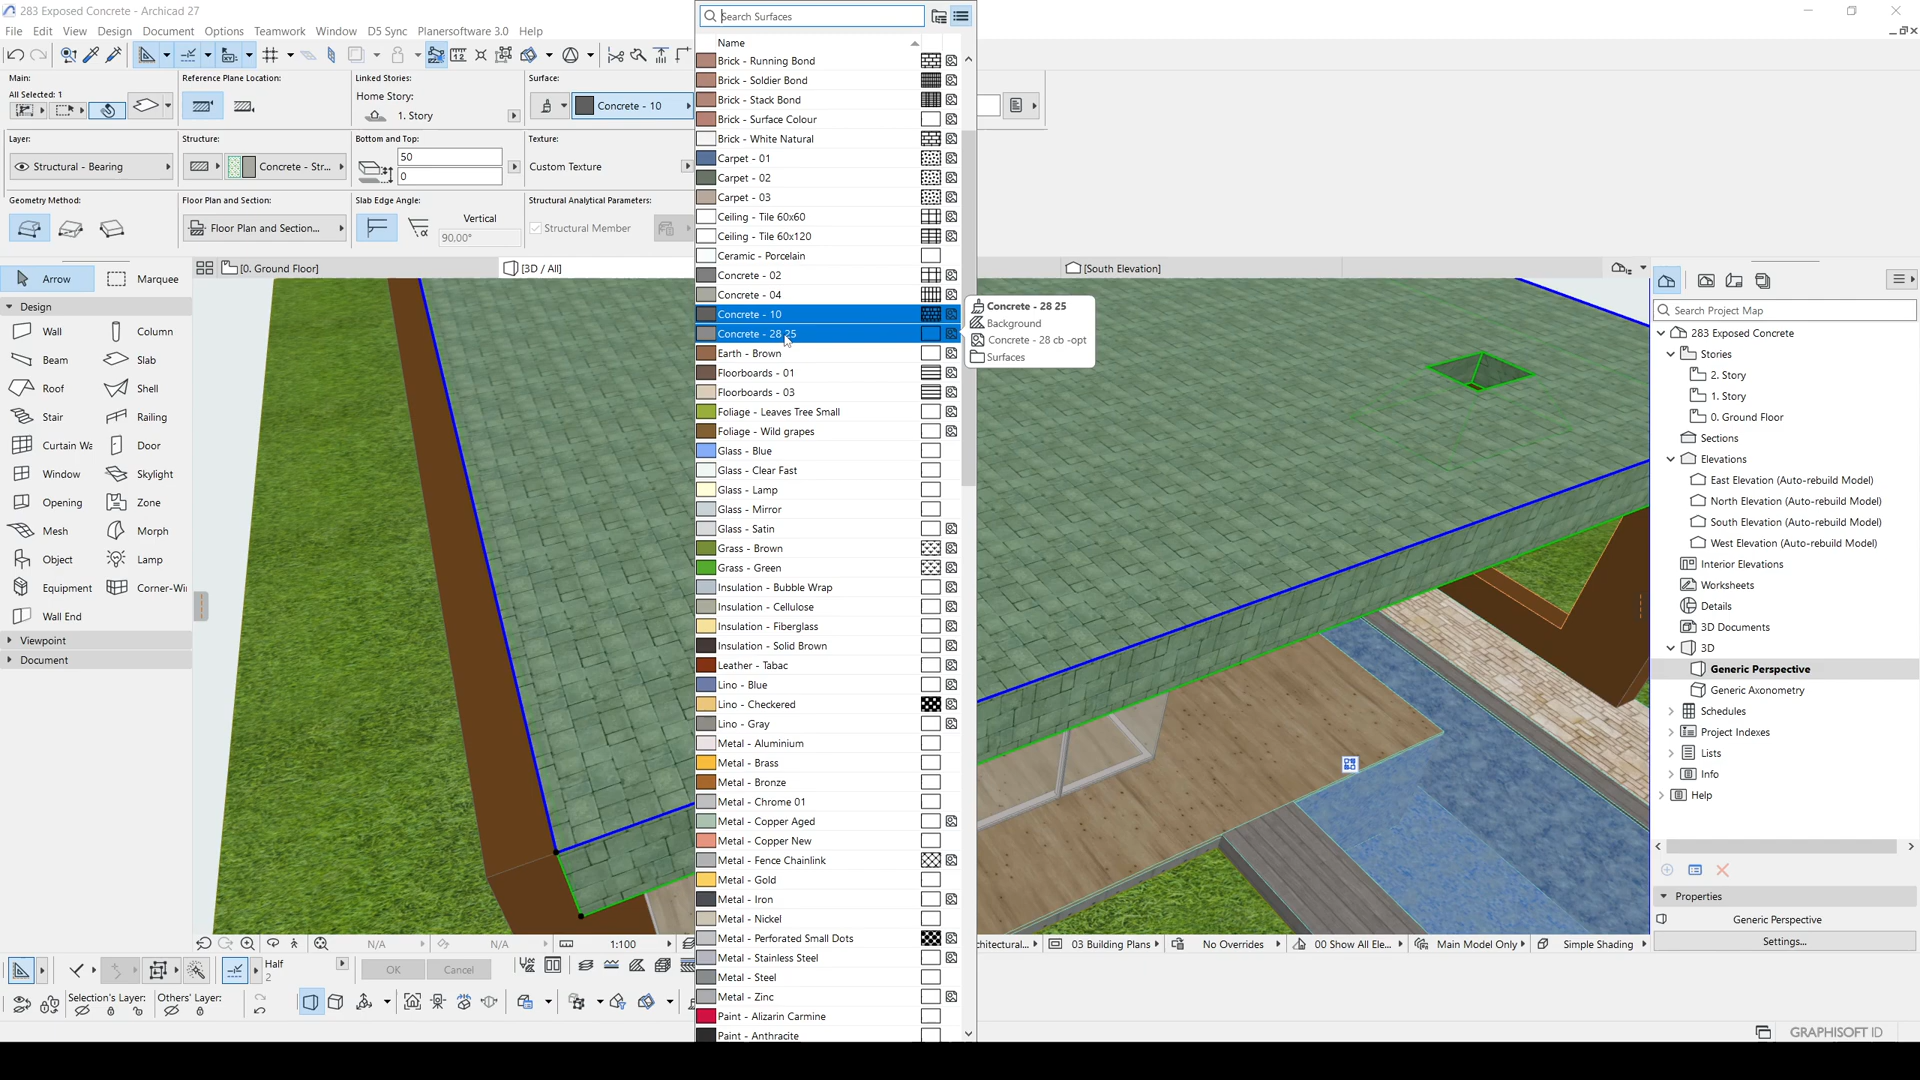 283 Exposed Concrete - Archicad 27
File Edit View Design Document Options Teamwork Window D5 Sync Planersoftware 3.0 Help
Main:
All Selected: 1
Reference Plane Location:
Linked Stories:
Home Story:
1. Story
Surface:
Concrete - 10
Layer:
Structural - Bearing
Structure:
Concrete - Str...
Bottom and Top:
50
0
Texture:
Custom Texture
Geometry Method:
Floor Plan and Section:
Floor Plan and Section...
Slab Edge Angle:
Vertical
90,00°
Structural Analytical Parameters:
Structural Member
[0. Ground Floor]
[3D / All]
[South Elevation]
Arrow
Marquee
Design
Wall
Column
Beam
Slab
Roof
Shell
Stair
Railing
Curtain Wa
Door
Window
Skylight
Opening
Zone
Mesh
Morph
Object
Lamp
Equipment
Corner-Wi
Wall End
Viewpoint
Document
Search Surfaces
Name
Brick - Running Bond
Brick - Soldier Bond
Brick - Stack Bond
Brick - Surface Colour
Brick - White Natural
Carpet - 01
Carpet - 02
Carpet - 03
Ceiling - Tile 60x60
Ceiling - Tile 60x120
Ceramic - Porcelain
Concrete - 02
Concrete - 04
Concrete - 10
Concrete - 28 25
Earth - Brown
Floorboards - 01
Floorboards - 03
Foliage - Leaves Tree Small
Foliage - Wild grapes
Glass - Blue
Glass - Clear Fast
Glass - Lamp
Glass - Mirror
Glass - Satin
Grass - Brown
Grass - Green
Insulation - Bubble Wrap
Insulation - Cellulose
Insulation - Fiberglass
Insulation - Solid Brown
Leather - Tabac
Lino - Blue
Lino - Checkered
Lino - Gray
Metal - Aluminium
Metal - Brass
Metal - Bronze
Metal - Chrome 01
Metal - Copper Aged
Metal - Copper New
Metal - Fence Chainlink
Metal - Gold
Metal - Iron
Metal - Nickel
Metal - Perforated Small Dots
Metal - Stainless Steel
Metal - Steel
Metal - Zinc
Paint - Alizarin Carmine
Paint - Anthracite
Concrete - 28 25
Background
Concrete - 28 cb -opt
Surfaces
Search Project Map
283 Exposed Concrete
Stories
2. Story
1. Story
0. Ground Floor
Sections
Elevations
East Elevation (Auto-rebuild Model)
North Elevation (Auto-rebuild Model)
South Elevation (Auto-rebuild Model)
West Elevation (Auto-rebuild Model)
Interior Elevations
Worksheets
Details
3D Documents
3D
Generic Perspective
Generic Axonometry
Schedules
Project Indexes
Lists
Info
Help
Properties
Generic Perspective
Settings...
N/A
N/A
1:100
03 Building Plans
No Overrides
00 Show All Ele...
Main Model Only
Simple Shading
Half
2
OK
Cancel
Selection's Layer:
Others' Layer:
GRAPHISOFT ID